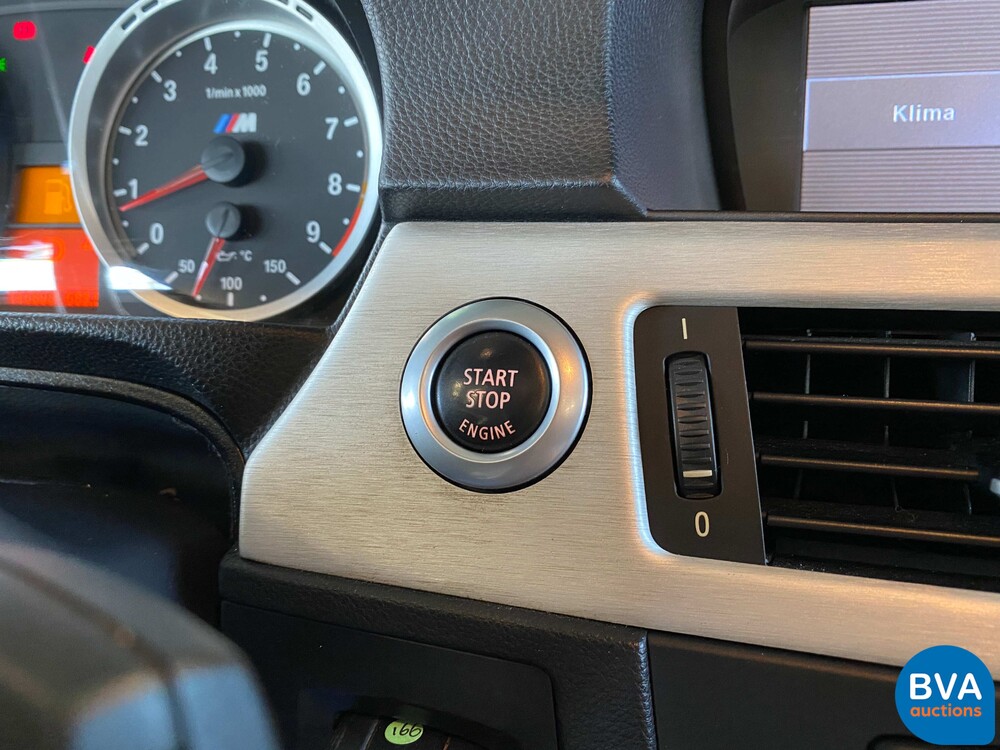 4 5
3 6
1/min x 1000
M
2 7
1 8
0 9
°C
50 150
100
Klima
START
STOP
ENGINE
I
0
166
BVA
auctions